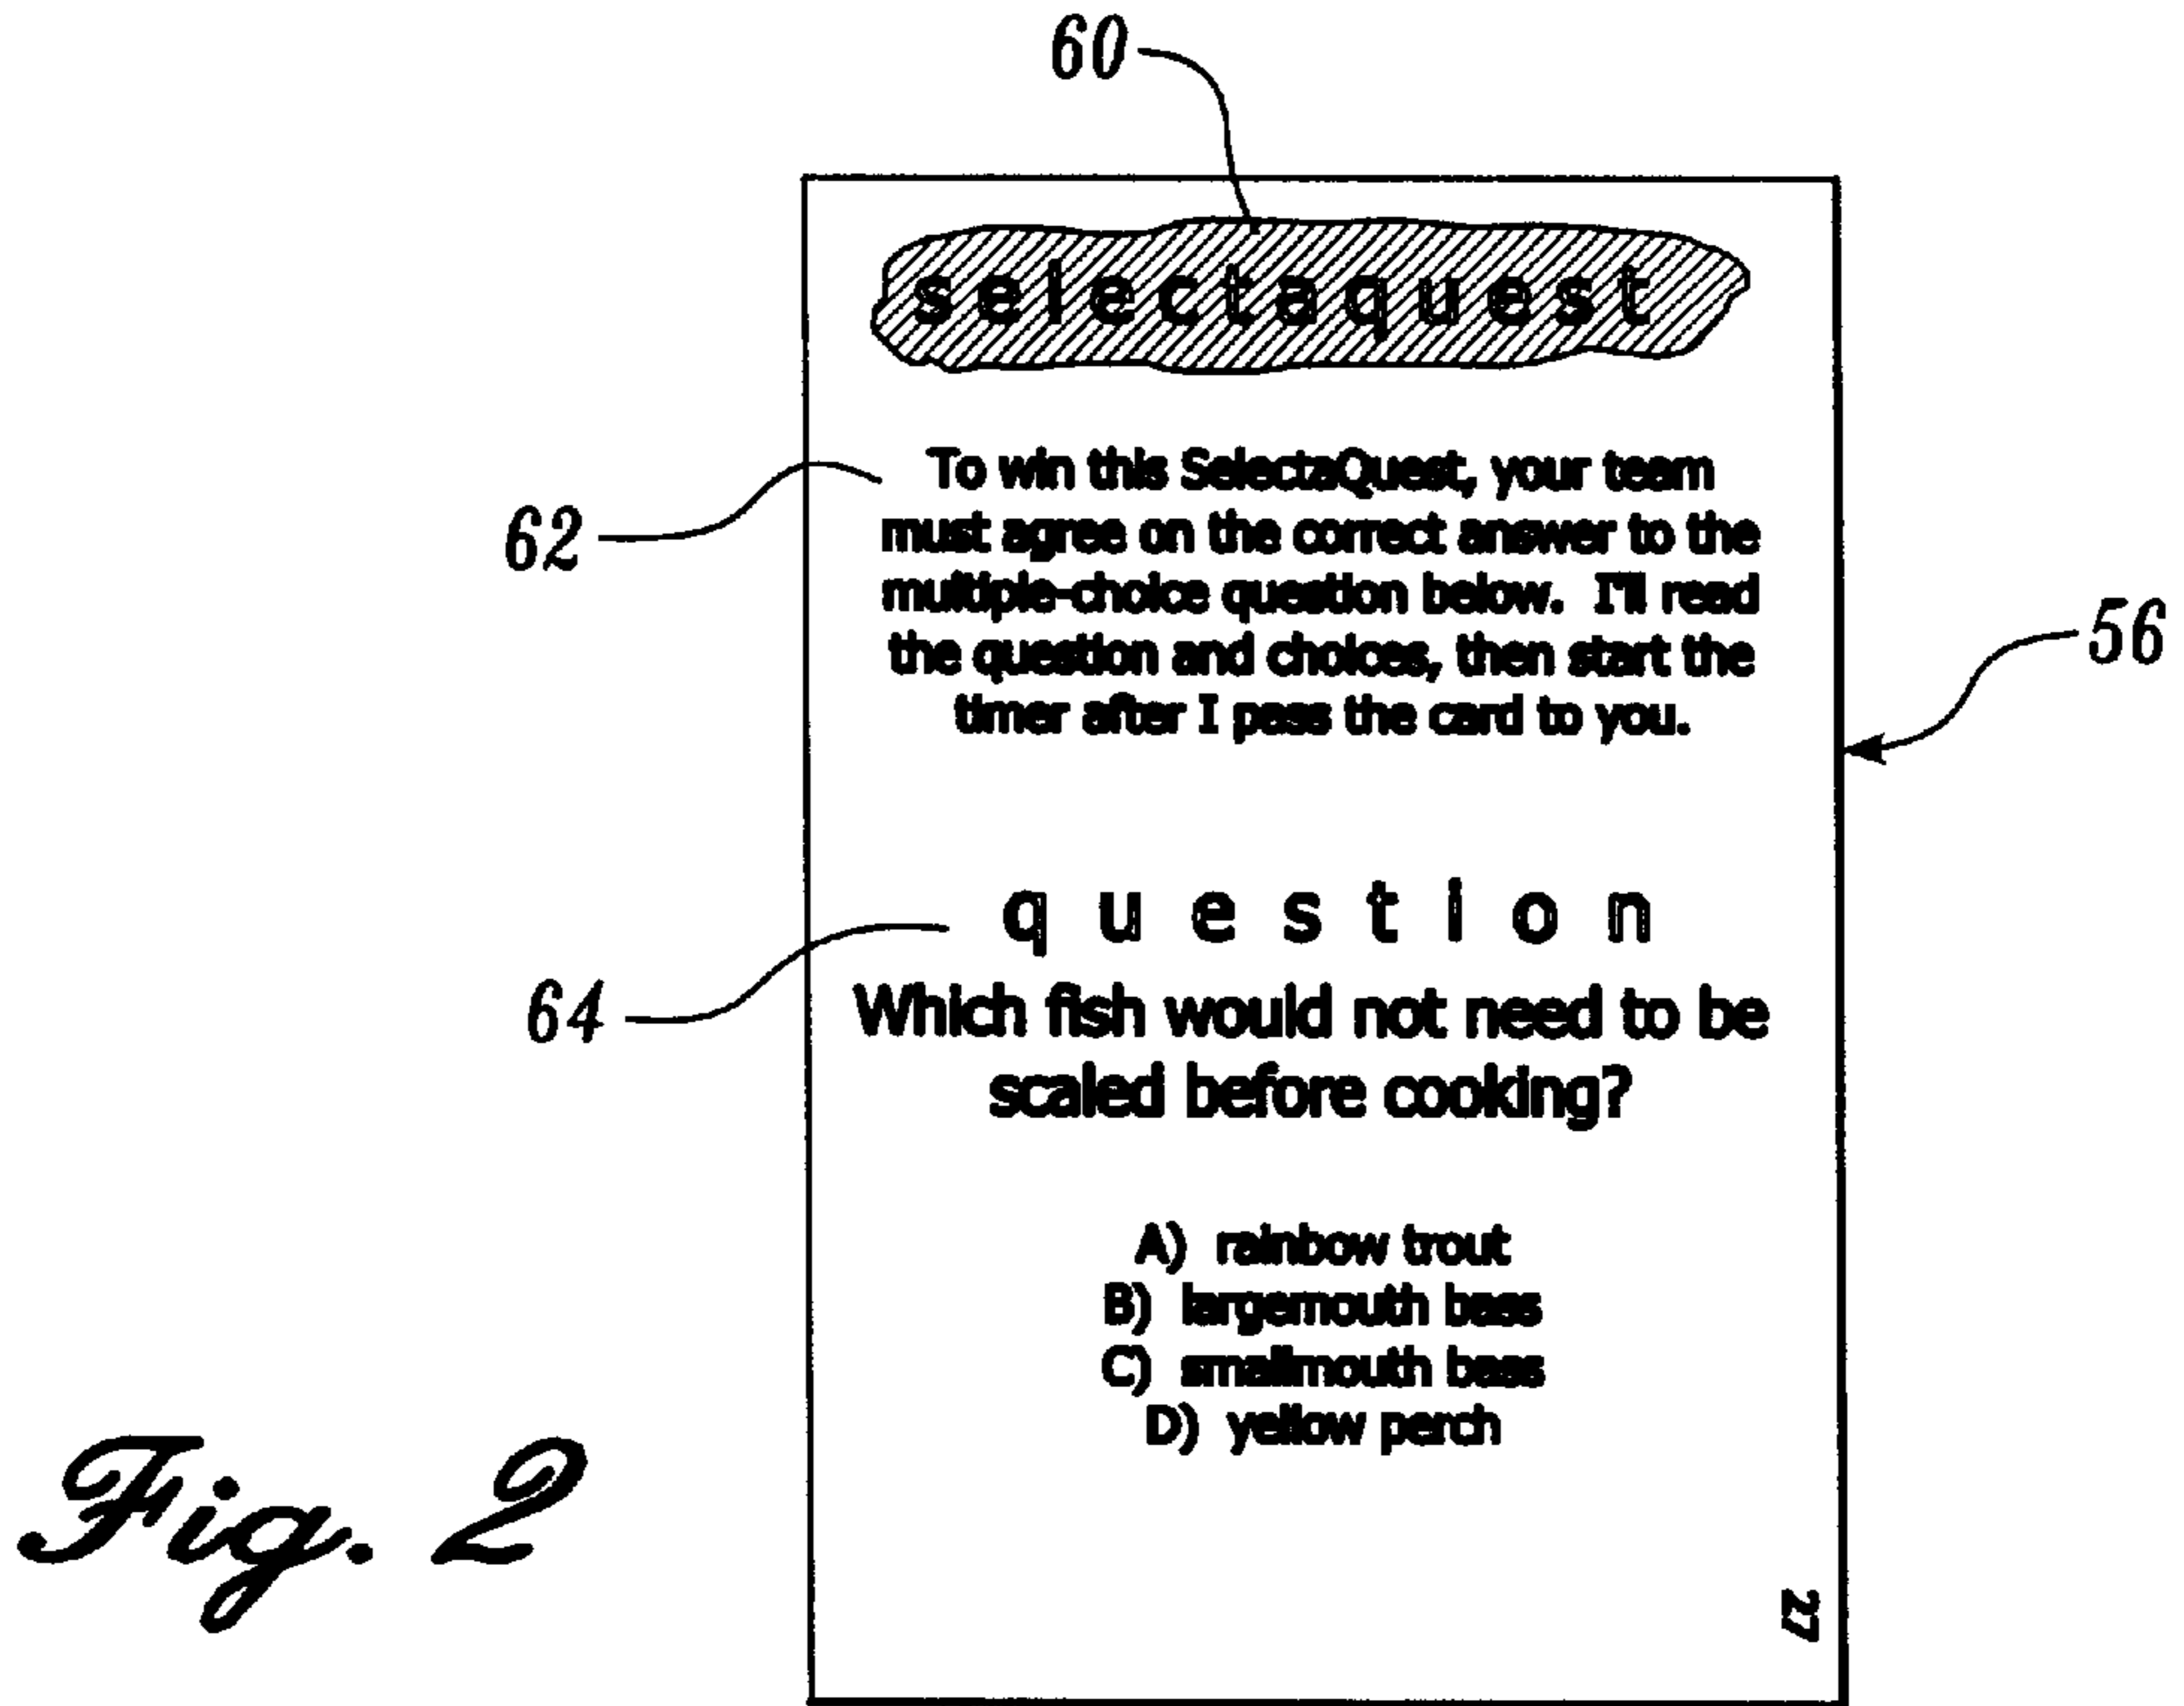 60
selectaquest
62
To win this SelectaQuest, your team
must agree on the correct answer to the
multiple-choice question below. I'll read
the question and choices, then start the
timer after I pass the card to you.
56
question
64
Which fish would not need to be
scaled before cooking?
A) rainbow trout
B) largemouth bass
C) smallmouth bass
D) yellow perch
27
Fig. 2